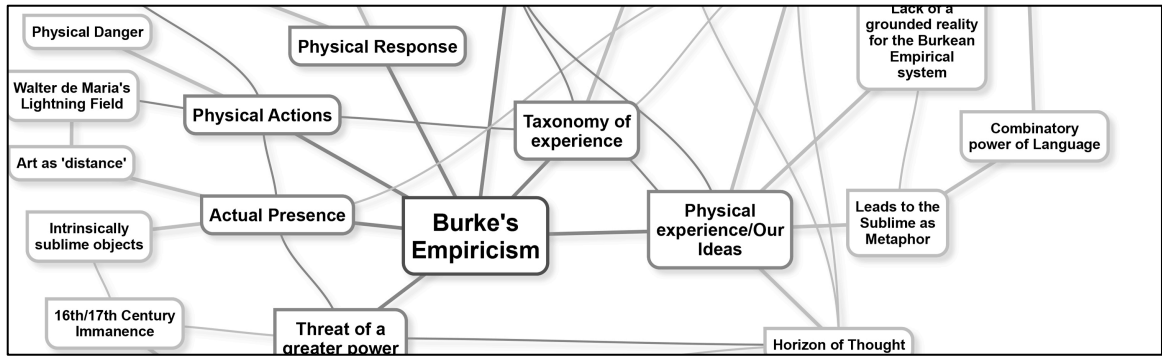 Lack of a
grounded reality
for the Burkean
Empirical
system
Physical Danger
Physical Response
Walter de Maria's
Lightning Field
Physical Actions
Taxonomy of
experience
Combinatory
power of Language
Art as 'distance'
Intrinsically
sublime objects
Actual Presence
Burke's
Empiricism
Physical
experience/Our
Ideas
Leads to the
Sublime as
Metaphor
16th/17th Century
Immanence
Threat of a
greater power
Horizon of Thought